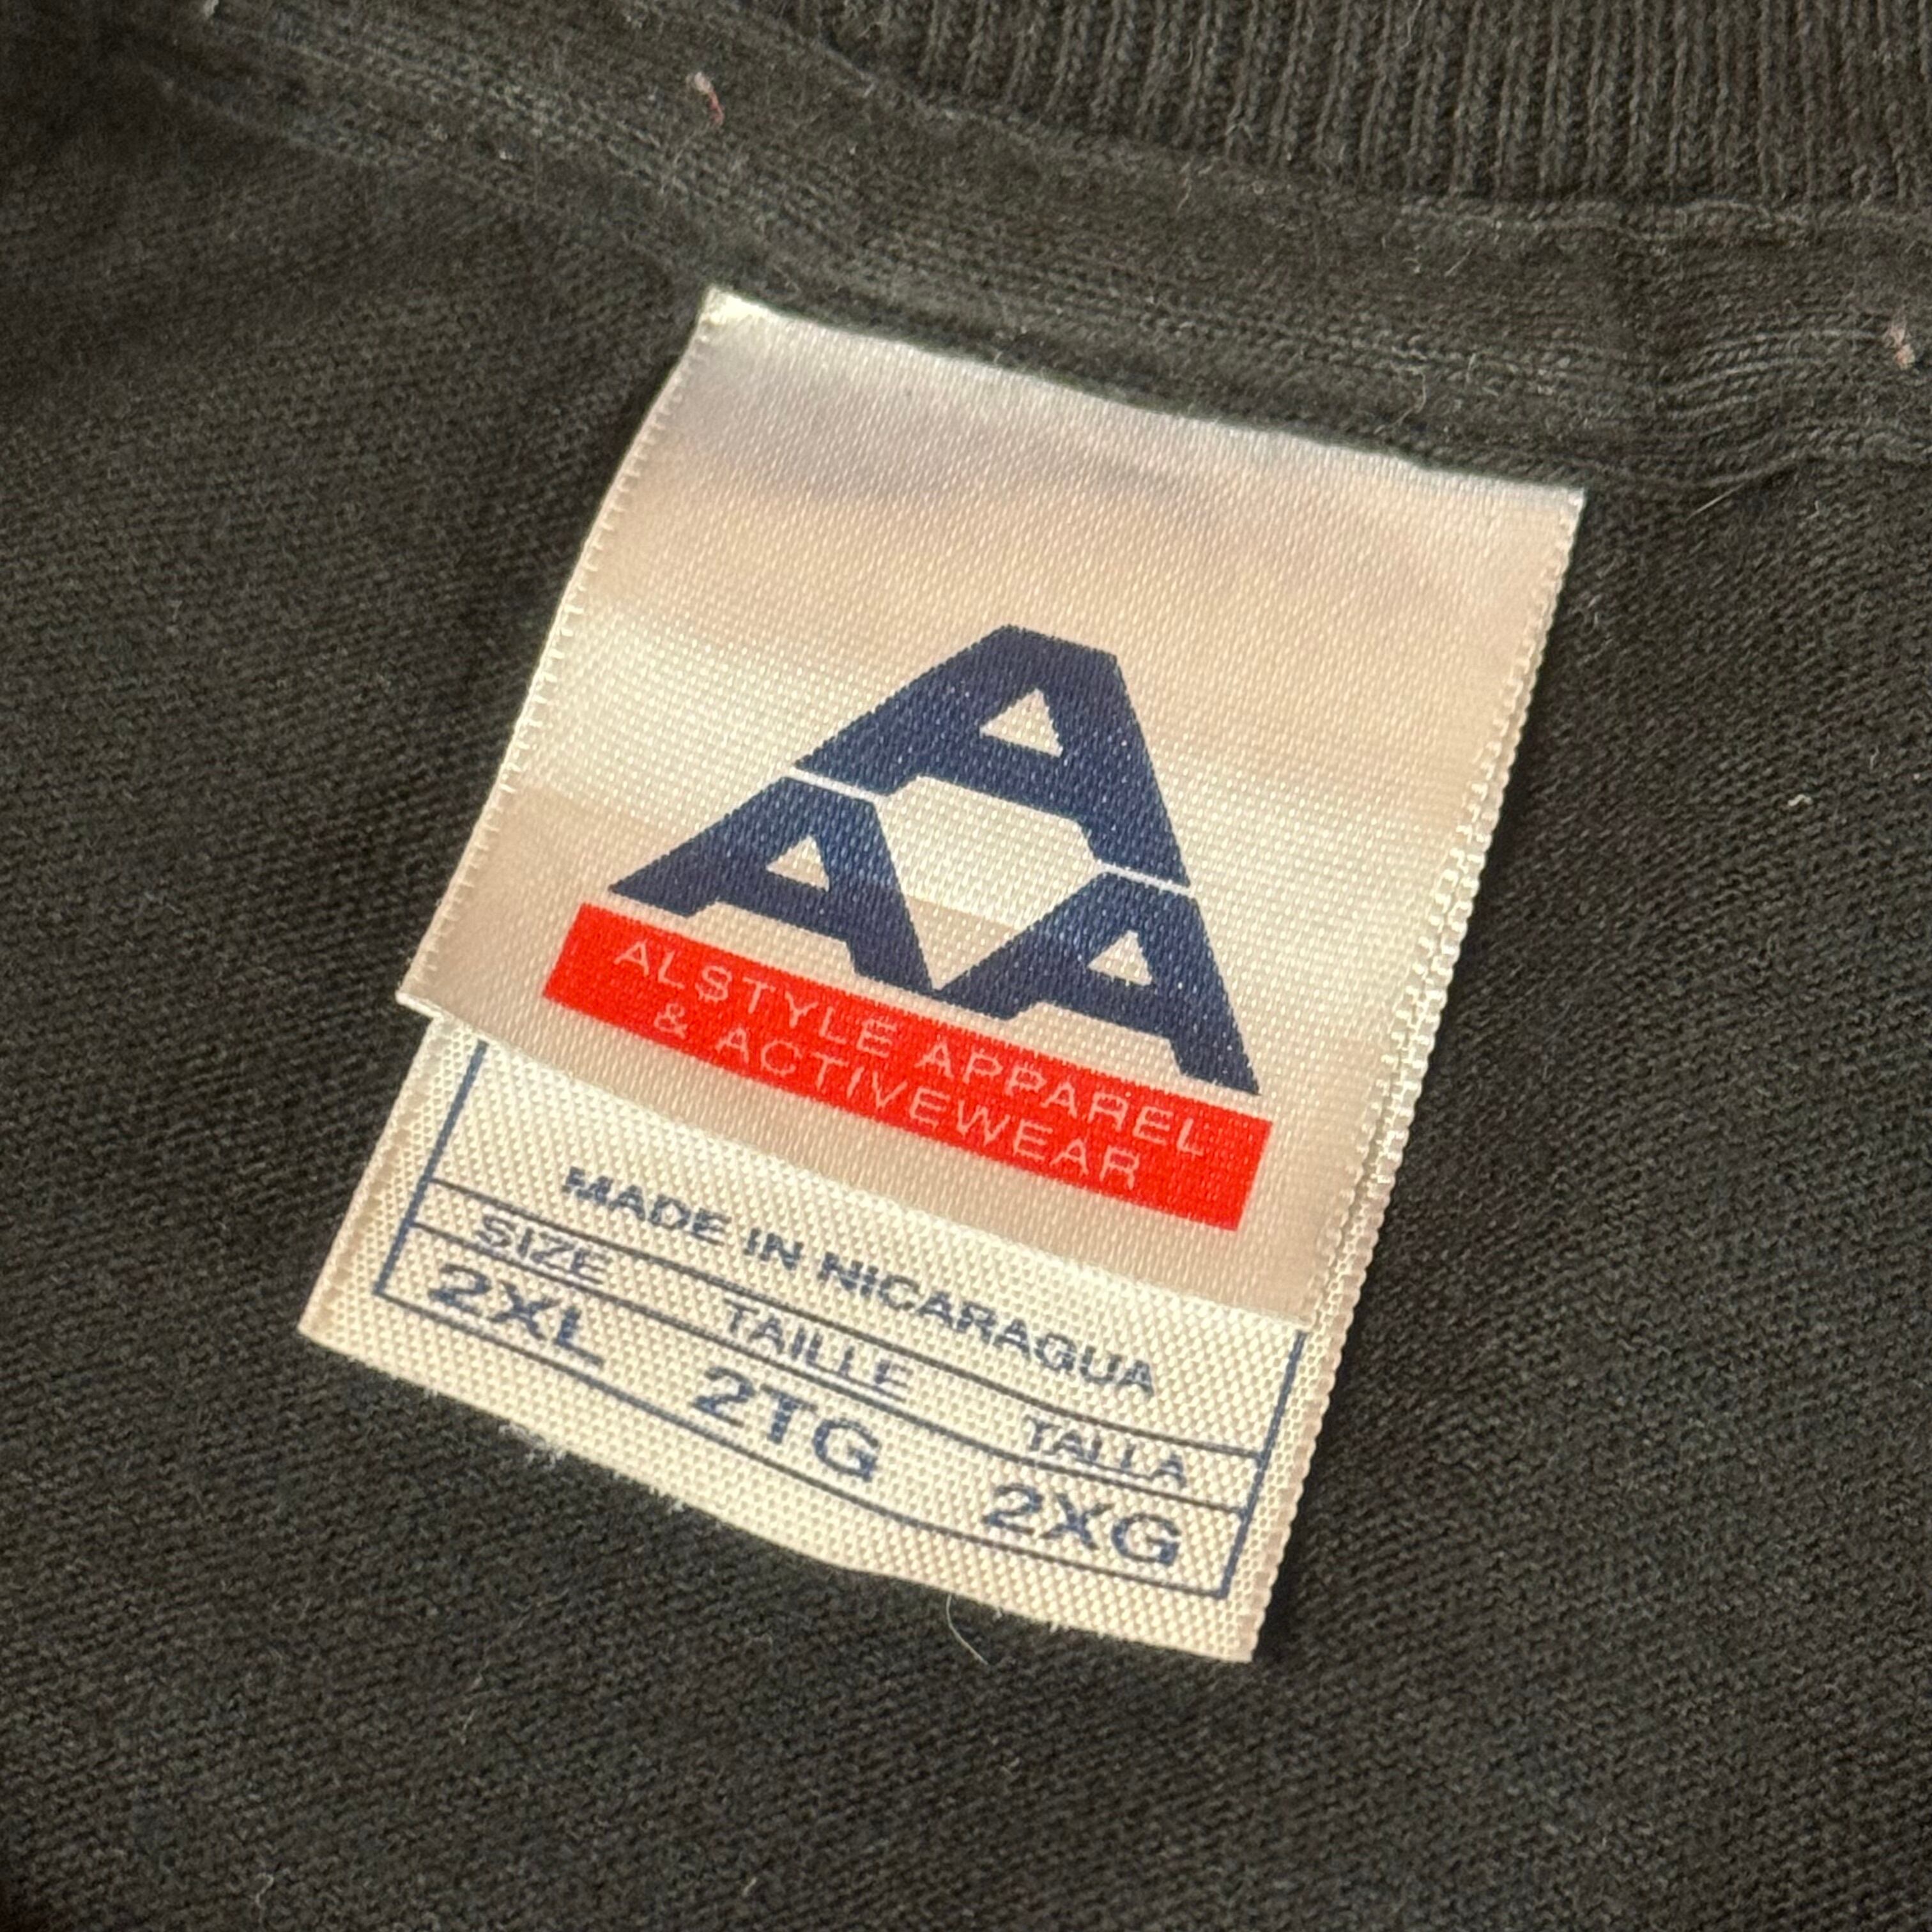 A
A A
ALSTYLE APPAREL
& ACTIVEWEAR
MADE IN NICARAGUA
SIZE TAILLE TALLA
2XL 2TG 2XG